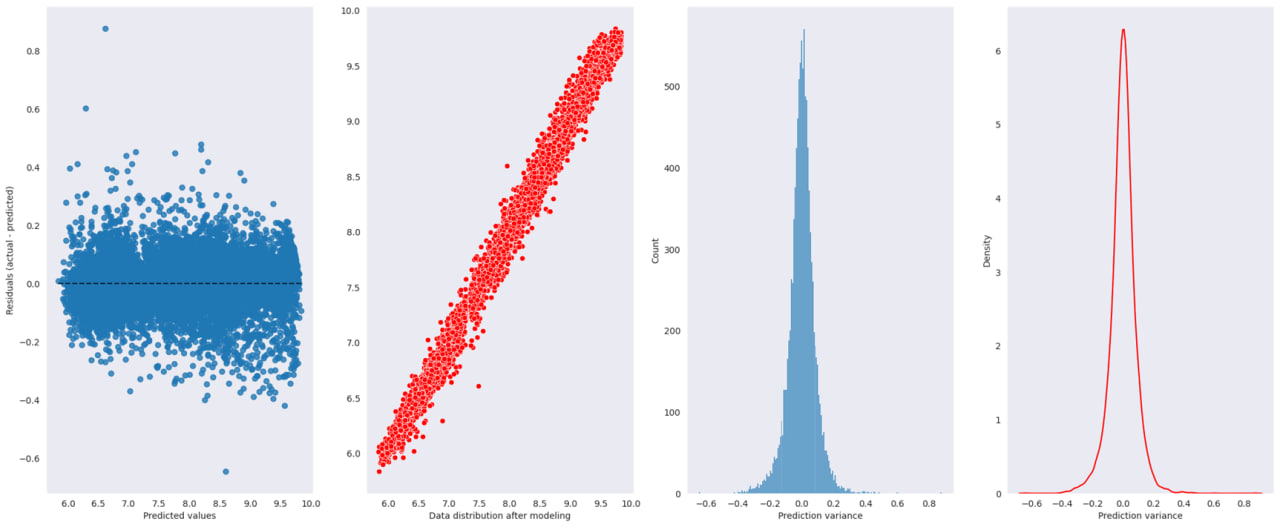 Residuals (actual - predicted)
0.8
0.6
0.4
0.2
0.0
−0.2
−0.4
−0.6
6.0 6.5 7.0 7.5 8.0 8.5 9.0 9.5 10.0
Predicted values
10.0
9.5
9.0
8.5
8.0
7.5
7.0
6.5
6.0
6.0 6.5 7.0 7.5 8.0 8.5 9.0 9.5 10.0
Data distribution after modeling
Count
500
400
300
200
100
0
−0.6 −0.4 −0.2 0.0 0.2 0.4 0.6 0.8
Prediction variance
Density
6
5
4
3
2
1
0
−0.6 −0.4 −0.2 0.0 0.2 0.4 0.6 0.8
Prediction variance